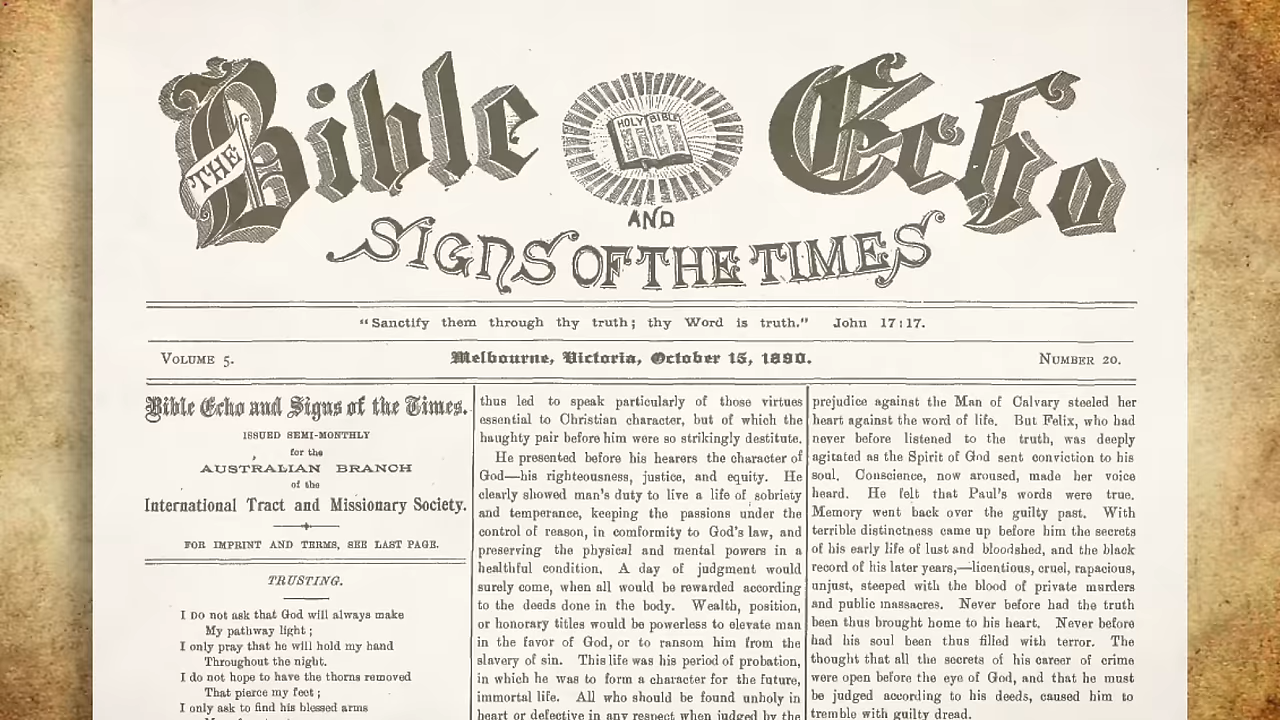 THE Bible Echo
HOLY BIBLE
AND
SIGNS OF THE TIMES
"Sanctify them through thy truth; thy Word is truth." John 17:17.
VOLUME 5.
Melbourne, Victoria, October 15, 1890.
NUMBER 20.
Bible Echo and Signs of the Times.
ISSUED SEMI-MONTHLY
for the
AUSTRALIAN BRANCH
of the
International Tract and Missionary Society.
FOR IMPRINT AND TERMS, SEE LAST PAGE.
TRUSTING.
I DO not ask that God will always make
My pathway light;
I only pray that he will hold my hand
Throughout the night.
I do not hope to have the thorns removed
That pierce my feet;
I only ask to find his blessed arms
thus led to speak particularly of those virtues
essential to Christian character, but of which the
haughty pair before him were so strikingly destitute.
He presented before his hearers the character of
God—his righteousness, justice, and equity. He
clearly showed man's duty to live a life of sobriety
and temperance, keeping the passions under the
control of reason, in conformity to God's law, and
preserving the physical and mental powers in a
healthful condition. A day of judgment would
surely come, when all would be rewarded according
to the deeds done in the body. Wealth, position,
or honorary titles would be powerless to elevate man
in the favor of God, or to ransom him from the
slavery of sin. This life was his period of probation,
in which he was to form a character for the future,
immortal life. All who should be found unholy in
heart or defective in any respect when judged by the
prejudice against the Man of Calvary steeled her
heart against the word of life. But Felix, who had
never before listened to the truth, was deeply
agitated as the Spirit of God sent conviction to his
soul. Conscience, now aroused, made her voice
heard. He felt that Paul's words were true.
Memory went back over the guilty past. With
terrible distinctness came up before him the secrets
of his early life of lust and bloodshed, and the black
record of his later years,—licentious, cruel, rapacious,
unjust, steeped with the blood of private murders
and public massacres. Never before had the truth
been thus brought home to his heart. Never before
had his soul been thus filled with terror. The
thought that all the secrets of his career of crime
were open before the eye of God, and that he must
be judged according to his deeds, caused him to
tremble with guilty dread.